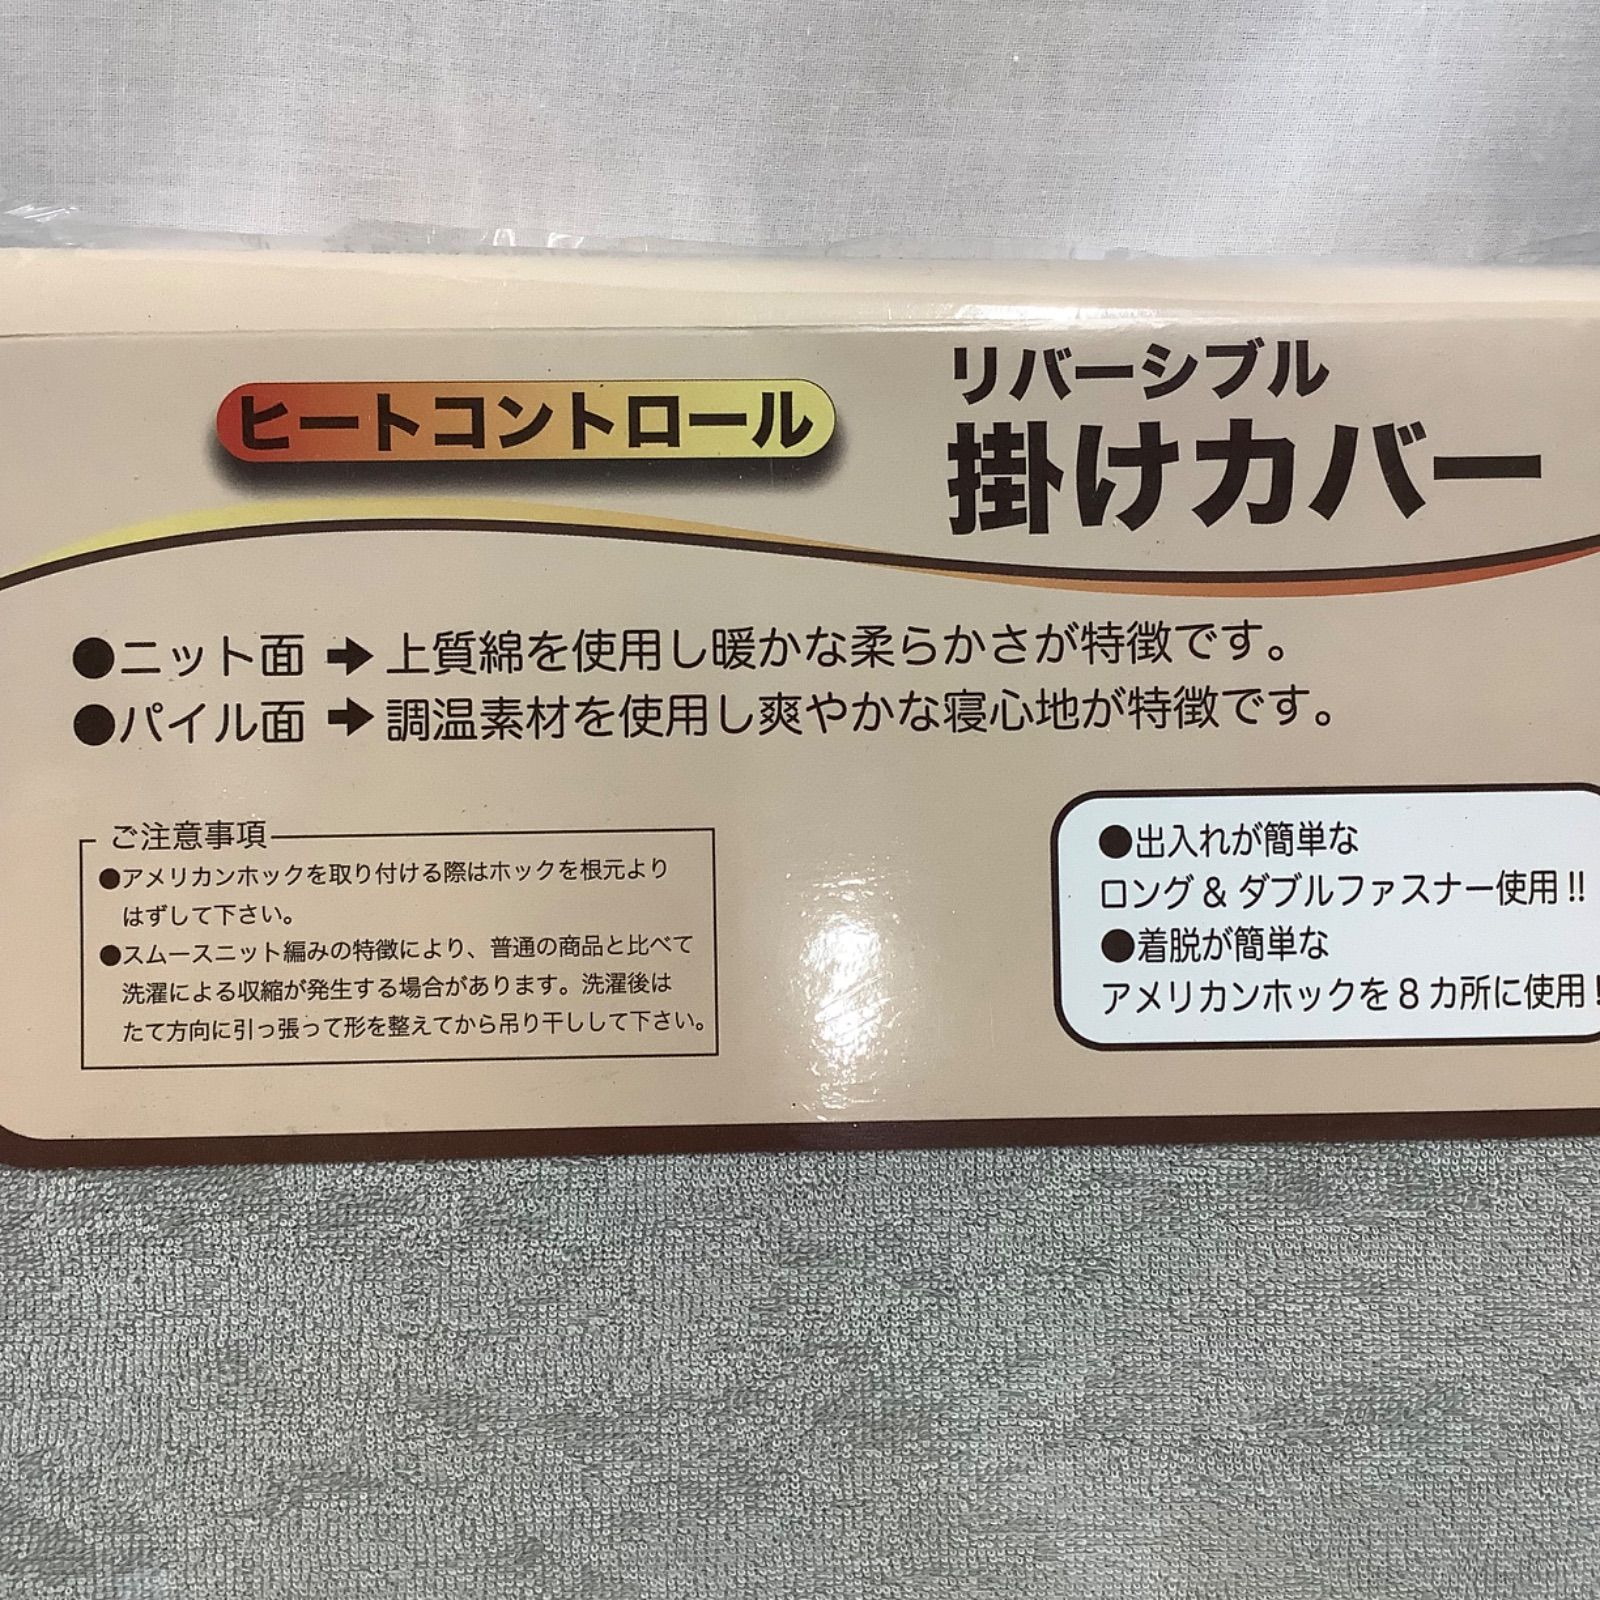 ヒートコントロール
リバーシブル
掛けカバー
●ニット面➡上質綿を使用し暖かな柔らかさが特徴です。
●パイル面➡調温素材を使用し爽やかな寝心地が特徴です。
ご注意事項
●アメリカンホックを取り付ける際はホックを根元より
はずして下さい。
●スムースニット編みの特徴により、普通の商品と比べて
洗濯による収縮が発生する場合があります。洗濯後は
たて方向に引っ張って形を整えてから吊り干しして下さい。
●出入れが簡単な
ロング&ダブルファスナー使用!!
●着脱が簡単な
アメリカンホックを8カ所に使用!